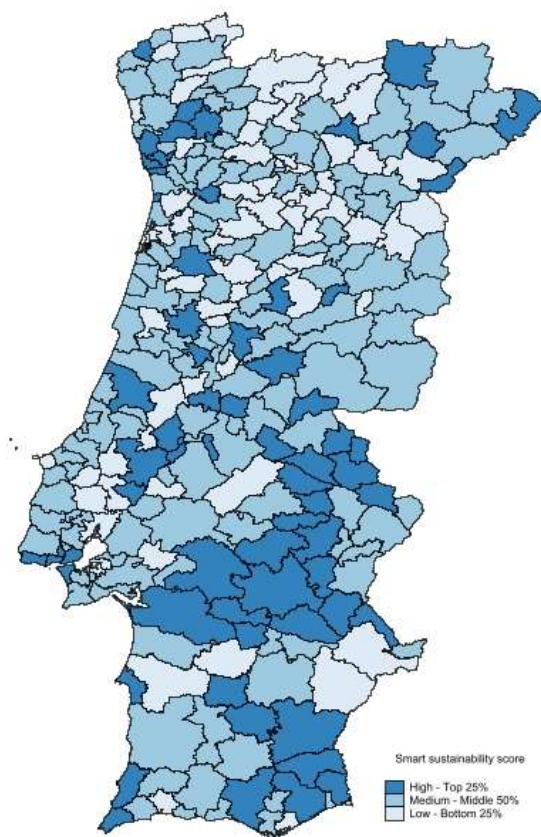 Smart sustainability score
High - Top 25%
Medium - Middle 50%
Low - Bottom 25%